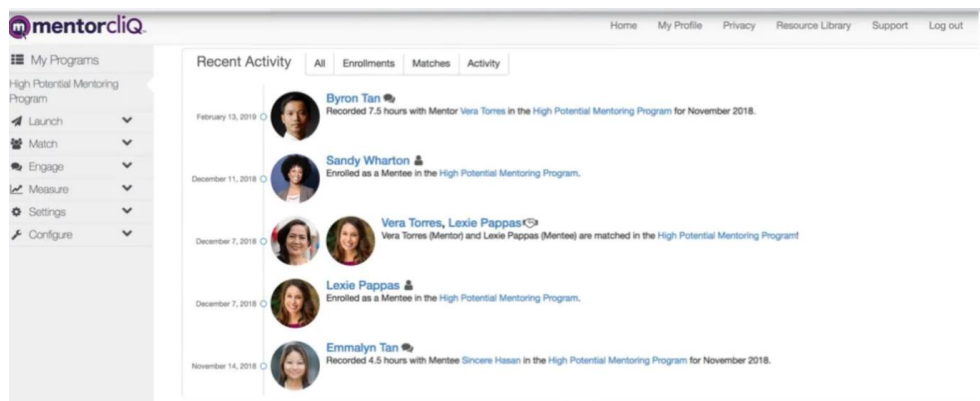 mentorcliQ
Home My Profile Privacy Resource Library Support Log out
My Programs
High Potential Mentoring
Program
Launch
Match
Engage
Measure
Settings
Configure
Recent Activity All Enrollments Matches Activity
Byron Tan
February 13, 2019
Recorded 7.5 hours with Mentor Vera Torres in the High Potential Mentoring Program for November 2018.
Sandy Wharton
December 11, 2018
Enrolled as a Mentee in the High Potential Mentoring Program.
Vera Torres, Lexie Pappas
December 7, 2018
Vera Torres (Mentor) and Lexie Pappas (Mentee) are matched in the High Potential Mentoring Program!
Lexie Pappas
December 7, 2018
Enrolled as a Mentee in the High Potential Mentoring Program.
Emmalyn Tan
November 14, 2018
Recorded 4.5 hours with Mentee Sincere Hasan in the High Potential Mentoring Program for November 2018.